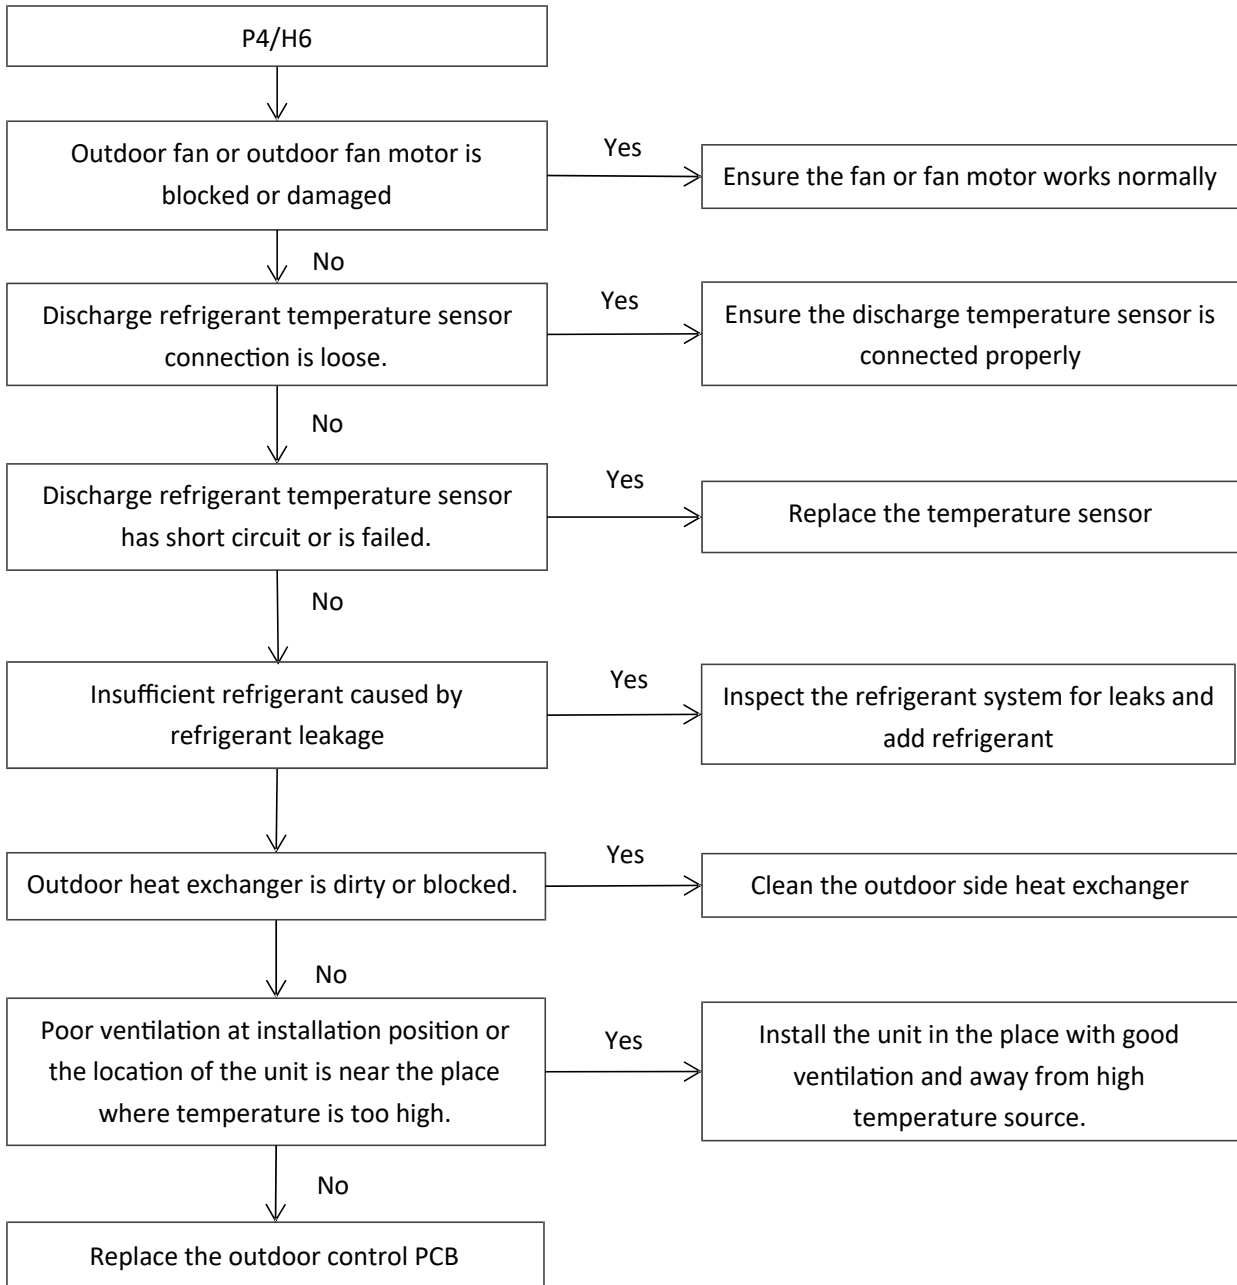 P4/H6
Outdoor fan or outdoor fan motor is
blocked or damaged
Yes
Ensure the fan or fan motor works normally
No
Discharge refrigerant temperature sensor
connection is loose.
Yes
Ensure the discharge temperature sensor is
connected properly
No
Discharge refrigerant temperature sensor
has short circuit or is failed.
Yes
Replace the temperature sensor
No
Insufficient refrigerant caused by
refrigerant leakage
Yes
Inspect the refrigerant system for leaks and
add refrigerant
Outdoor heat exchanger is dirty or blocked.
Yes
Clean the outdoor side heat exchanger
No
Poor ventilation at installation position or
the location of the unit is near the place
where temperature is too high.
Yes
Install the unit in the place with good
ventilation and away from high
temperature source.
No
Replace the outdoor control PCB